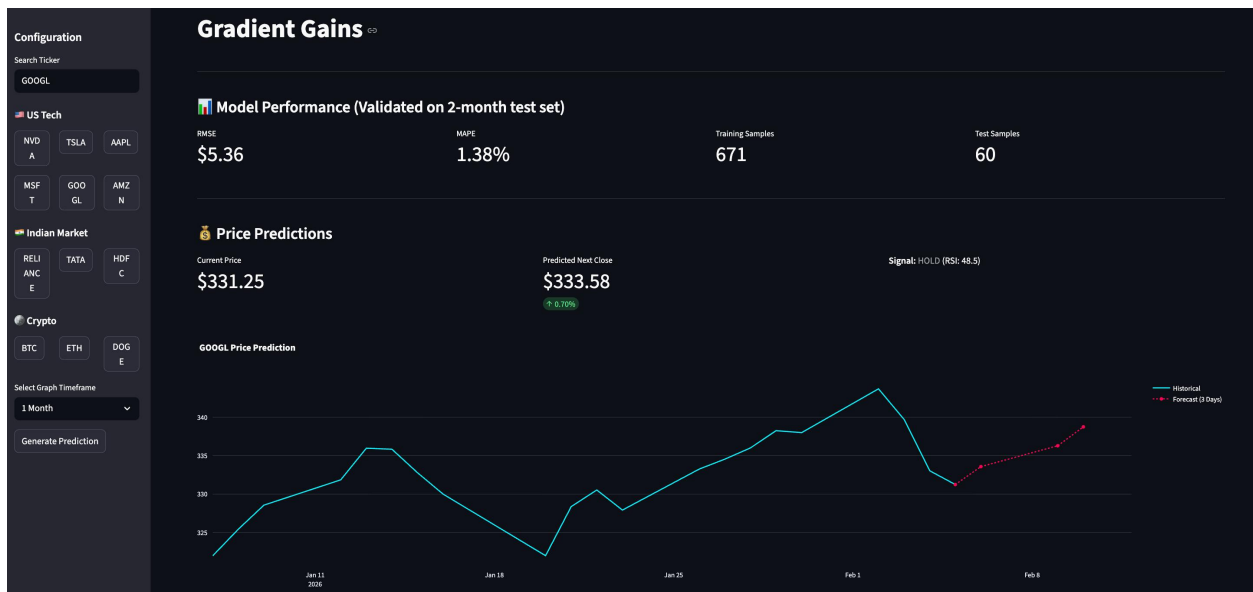 Configuration
Search Ticker
GOOGL
🇺🇸 US Tech
NVD
A
TSLA
AAPL
MSF
T
GOO
GL
AMZ
N
🇮🇳 Indian Market
RELI
ANC
E
TATA
HDF
C
Crypto
BTC
ETH
DOG
E
Select Graph Timeframe
1 Month
Generate Prediction
Gradient Gains
📊 Model Performance (Validated on 2-month test set)
RMSE
$5.36
MAPE
1.38%
Training Samples
671
Test Samples
60
💰 Price Predictions
Current Price
$331.25
Predicted Next Close
$333.58
↑ 0.70%
Signal: HOLD (RSI: 48.5)
GOOGL Price Prediction
340
335
330
325
Jan 11
2026
Jan 18
Jan 25
Feb 1
Feb 8
Historical
Forecast (3 Days)